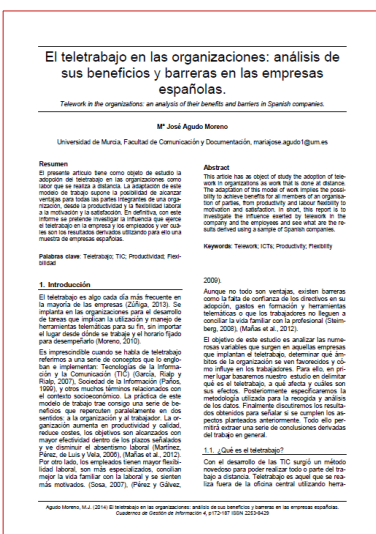 El teletrabajo en las organizaciones: análisis de
sus beneficios y barreras en las empresas
españolas.
Telework in the organizations: an analysis of their benefits and barriers in Spanish companies.
Mª José Agudo Moreno
Universidad de Murcia, Facultad de Comunicación y Documentación, mariajose.agudo1@um.es
Resumen
El presente artículo tiene como objeto de estudio la
adopción del teletrabajo en las organizaciones como
labor que se realiza a distancia. La adaptación de este
modelo de trabajo supone la posibilidad de alcanzar
ventajas para todas las partes integrantes de una orga-
nización, desde la productividad y la flexibilidad laboral
a la motivación y la satisfacción. En definitiva, con este
informe se pretende investigar la influencia que ejerce
el teletrabajo en la empresa y los empleados y ver cuá-
les son los resultados derivados utilizando para ello una
muestra de empresas españolas.
Palabras clave: Teletrabajo; TIC; Productividad; Flexi-
bilidad
Abstract
This article has as object of study the adoption of tele-
work in organizations as work that is done at distance.
The adaptation of this model of work implies the possi-
bility to achieve benefits for all members of an organisa-
tion of parties, from productivity and labour flexibility to
motivation and satisfaction. In short, this report is to
investigate the influence exerted by telework in the
company and the employees and see what are the re-
sults derived using a sample of Spanish companies.
Keywords: Telework; ICTs; Productivity; Flexibility
1. Introducción
El teletrabajo es algo cada día más frecuente en
la mayoría de las empresas (Zúñiga, 2013). Se
implanta en las organizaciones para el desarrollo
de tareas que implican la utilización y manejo de
herramientas telemáticas para su fin, sin importar
el lugar desde dónde se trabaje y el horario fijado
para desempeñarlo (Moreno, 2010).
Es imprescindible cuando se habla de teletrabajo
referirnos a una serie de conceptos que lo englo-
ban e implementan: Tecnologías de la Informa-
ción y la Comunicación (TIC) (García, Rialp y
Rialp, 2007), Sociedad de la Información (Paños,
1999), y otros muchos términos relacionados con
el contexto socioeconómico. La práctica de este
modelo de trabajo trae consigo una serie de be-
neficios que repercuten paralelamente en dos
sentidos: a la organización y al trabajador. La or-
ganización aumenta en productividad y calidad,
reduce costes, los objetivos son alcanzados con
mayor efectividad dentro de los plazos señalados
y ve disminuir el absentismo laboral (Martínez,
Pérez, de Luis y Vela, 2006), (Mañas et al., 2012).
Por otro lado, los empleados tienen mayor flexibi-
lidad laboral, son más especializados, concilian
mejor la vida familiar con la laboral y se sienten
más motivados. (Sosa, 2007), (Pérez y Gálvez,
2009).
Aunque no todo son ventajas, existen barreras
como la falta de confianza de los directivos en su
adopción, gastos en formación y herramientas
telemáticas o que los trabajadores no lleguen a
conciliar la vida familiar con la profesional (Steim-
berg, 2008), (Mañas et al., 2012).
El objetivo de este estudio es analizar las nume-
rosas variables que surgen en aquellas empresas
que implantan el teletrabajo, determinar qué ám-
bitos de la organización se ven favorecidos y có-
mo influye en los trabajadores. Para ello, en pri-
mer lugar basaremos nuestro estudio en delimitar
qué es el teletrabajo, a qué afecta y cuáles son
sus efectos. Posteriormente especificaremos la
metodología utilizada para la recogida y análisis
de los datos. Finalmente discutiremos los resulta-
dos obtenidos para señalar si se cumplen los as-
pectos planteados anteriormente. Todo ello per-
mitirá extraer una serie de conclusiones derivadas
del trabajo en general.
1.1. ¿Qué es el teletrabajo?
Con el desarrollo de las TIC surgió un método
novedoso para poder realizar todo o parte del tra-
bajo a distancia. Teletrabajo es aquel que se rea-
liza fuera de la oficina central utilizando herra-
Agudo Moreno, M.J. (2014) El teletrabajo en las organizaciones: análisis de sus beneficios y barreras en las empresas españolas.
Cuadernos de Gestión de Información 4, p172-187 ISSN 2253-8429